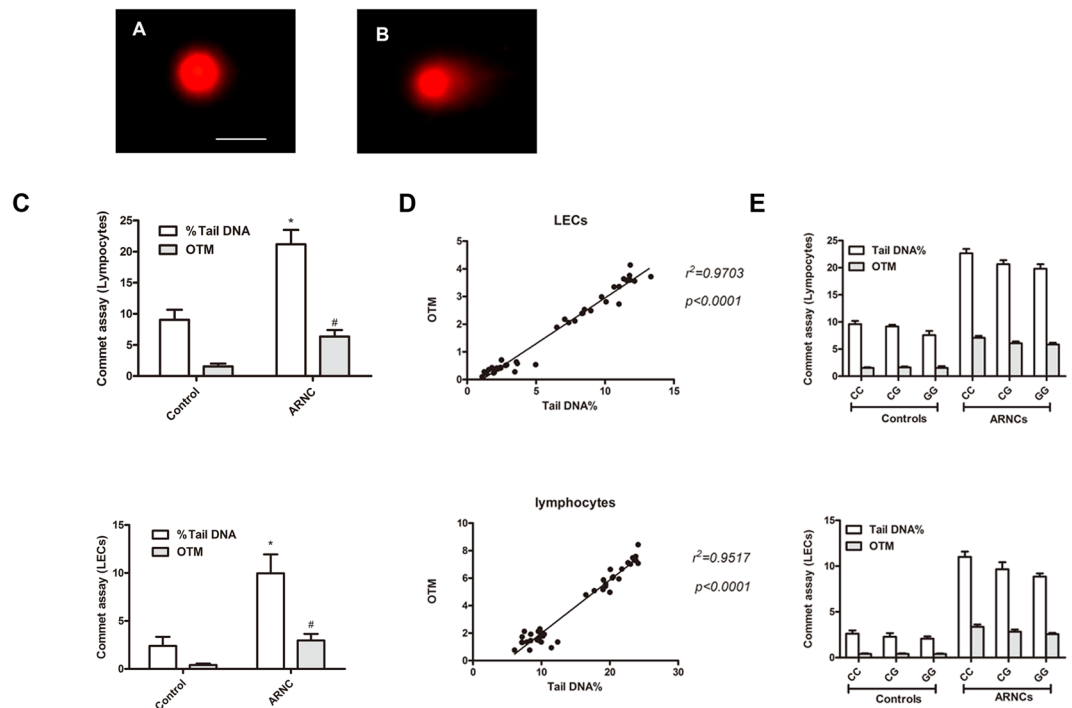 A
B
C
Commet assay (Lympocytes)
25
20
15
10
5
0
%Tail DNA
OTM
*
#
Control
ARNC
D
LECs
OTM
5
4
3
2
1
0
0
5
10
15
Tail DNA%
r²=0.9703
p<0.0001
E
Commet assay (Lympocytes)
25
20
15
10
5
0
Tail DNA%
OTM
CC
CG
GG
CC
CG
GG
Controls
ARNCs
Commet assay (LECs)
15
10
5
0
%Tail DNA
OTM
*
#
Control
ARNC
lymphocytes
OTM
10
8
6
4
2
0
0
10
20
30
Tail DNA%
r²=0.9517
p<0.0001
Commet assay (LECs)
15
10
5
0
Tail DNA%
OTM
CC
CG
GG
CC
CG
GG
Controls
ARNCs